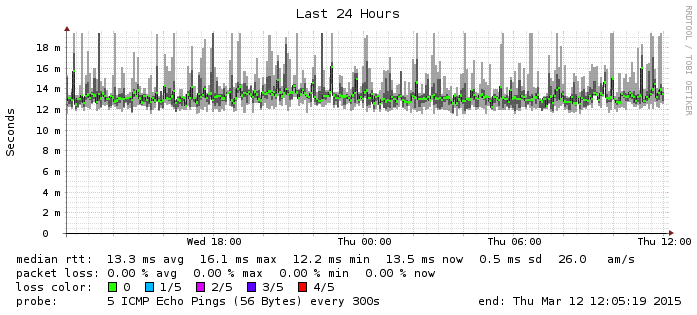 Last 24 Hours
RRDTOOL / TOBI OETIKER
Seconds
18 m
16 m
14 m
12 m
10 m
8 m
6 m
4 m
2 m
0
Wed 18:00 Thu 00:00 Thu 06:00 Thu 12:00
median rtt: 13.3 ms avg 16.1 ms max 12.2 ms min 13.5 ms now 0.5 ms sd 26.0 am/s
packet loss: 0.00 % avg 0.00 % max 0.00 % min 0.00 % now
loss color: 0 1/5 2/5 3/5 4/5
probe: 5 ICMP Echo Pings (56 Bytes) every 300s end: Thu Mar 12 12:05:19 2015